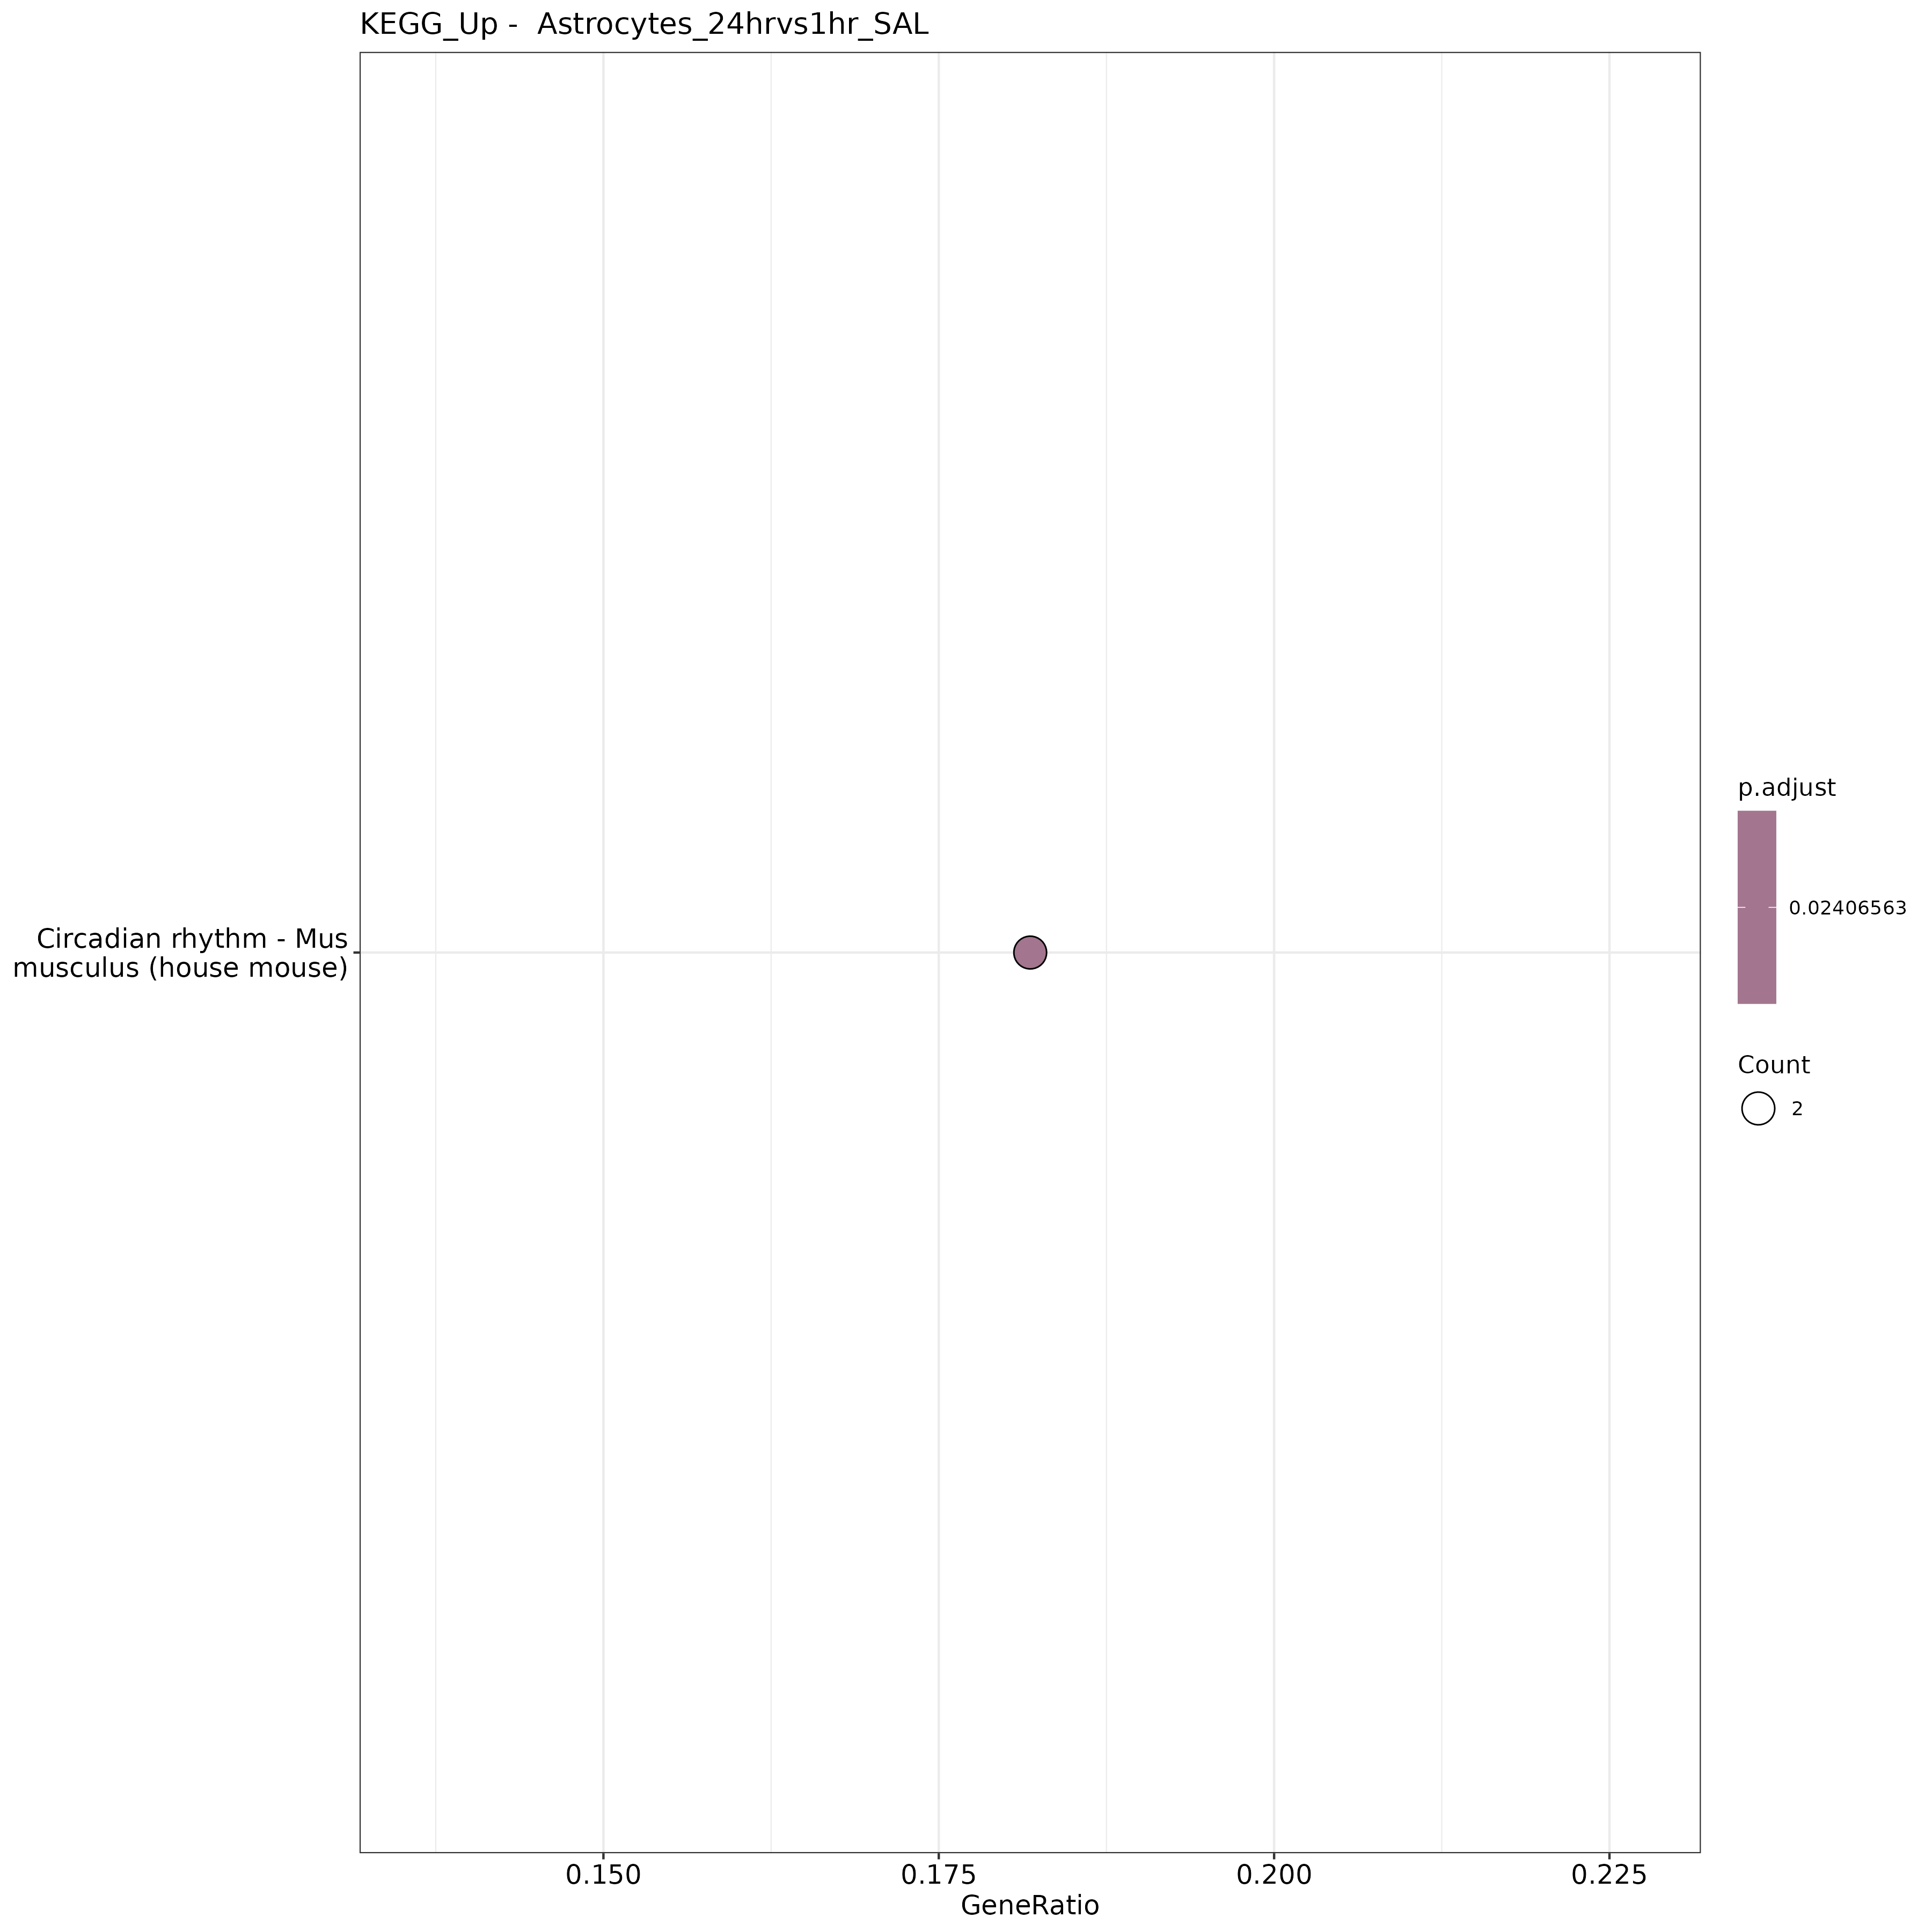 KEGG_Up -  Astrocytes_24hrvs1hr_SAL
Circadian rhythm - Mus
musculus (house mouse)
p.adjust
0.02406563
Count
2
0.150
0.175
0.200
0.225
GeneRatio